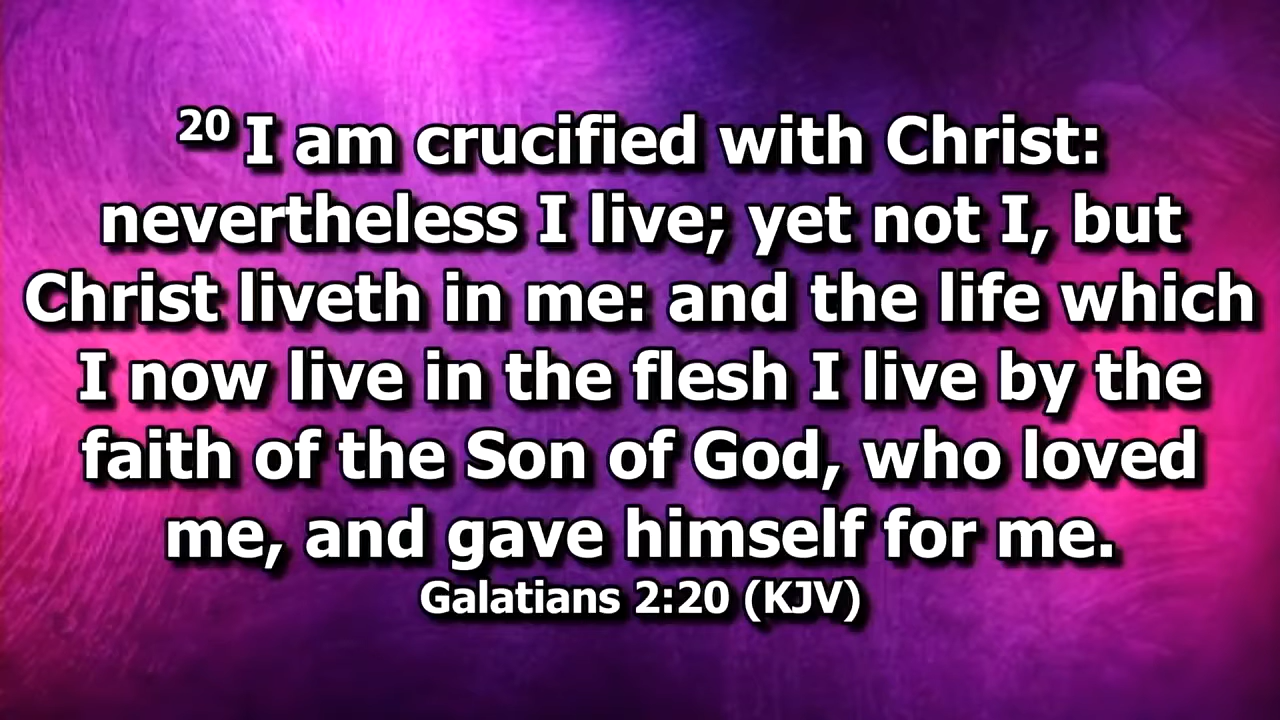 20 I am crucified with Christ:
nevertheless I live; yet not I, but
Christ liveth in me: and the life which
I now live in the flesh I live by the
faith of the Son of God, who loved
me, and gave himself for me.
Galatians 2:20 (KJV)